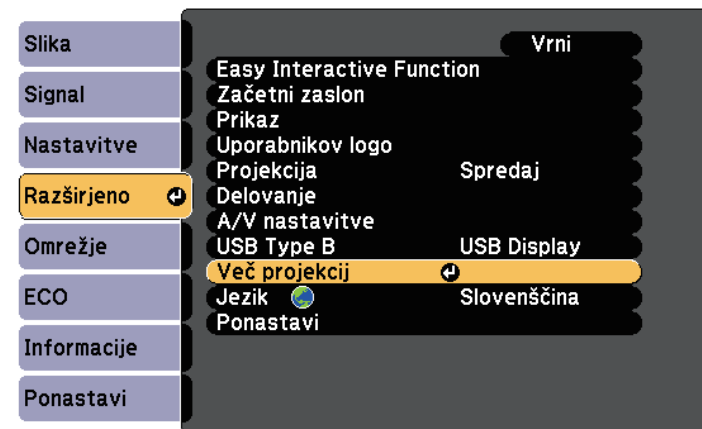 Slika
Signal
Nastavitve
Razširjeno
Omrežje
ECO
Informacije
Ponastavi
Vrni
Easy Interactive Function
Začetni zaslon
Prikaz
Uporabnikov logo
Projekcija Spredaj
Delovanje
A/V nastavitve
USB Type B USB Display
Več projekcij
Jezik Slovenščina
Ponastavi